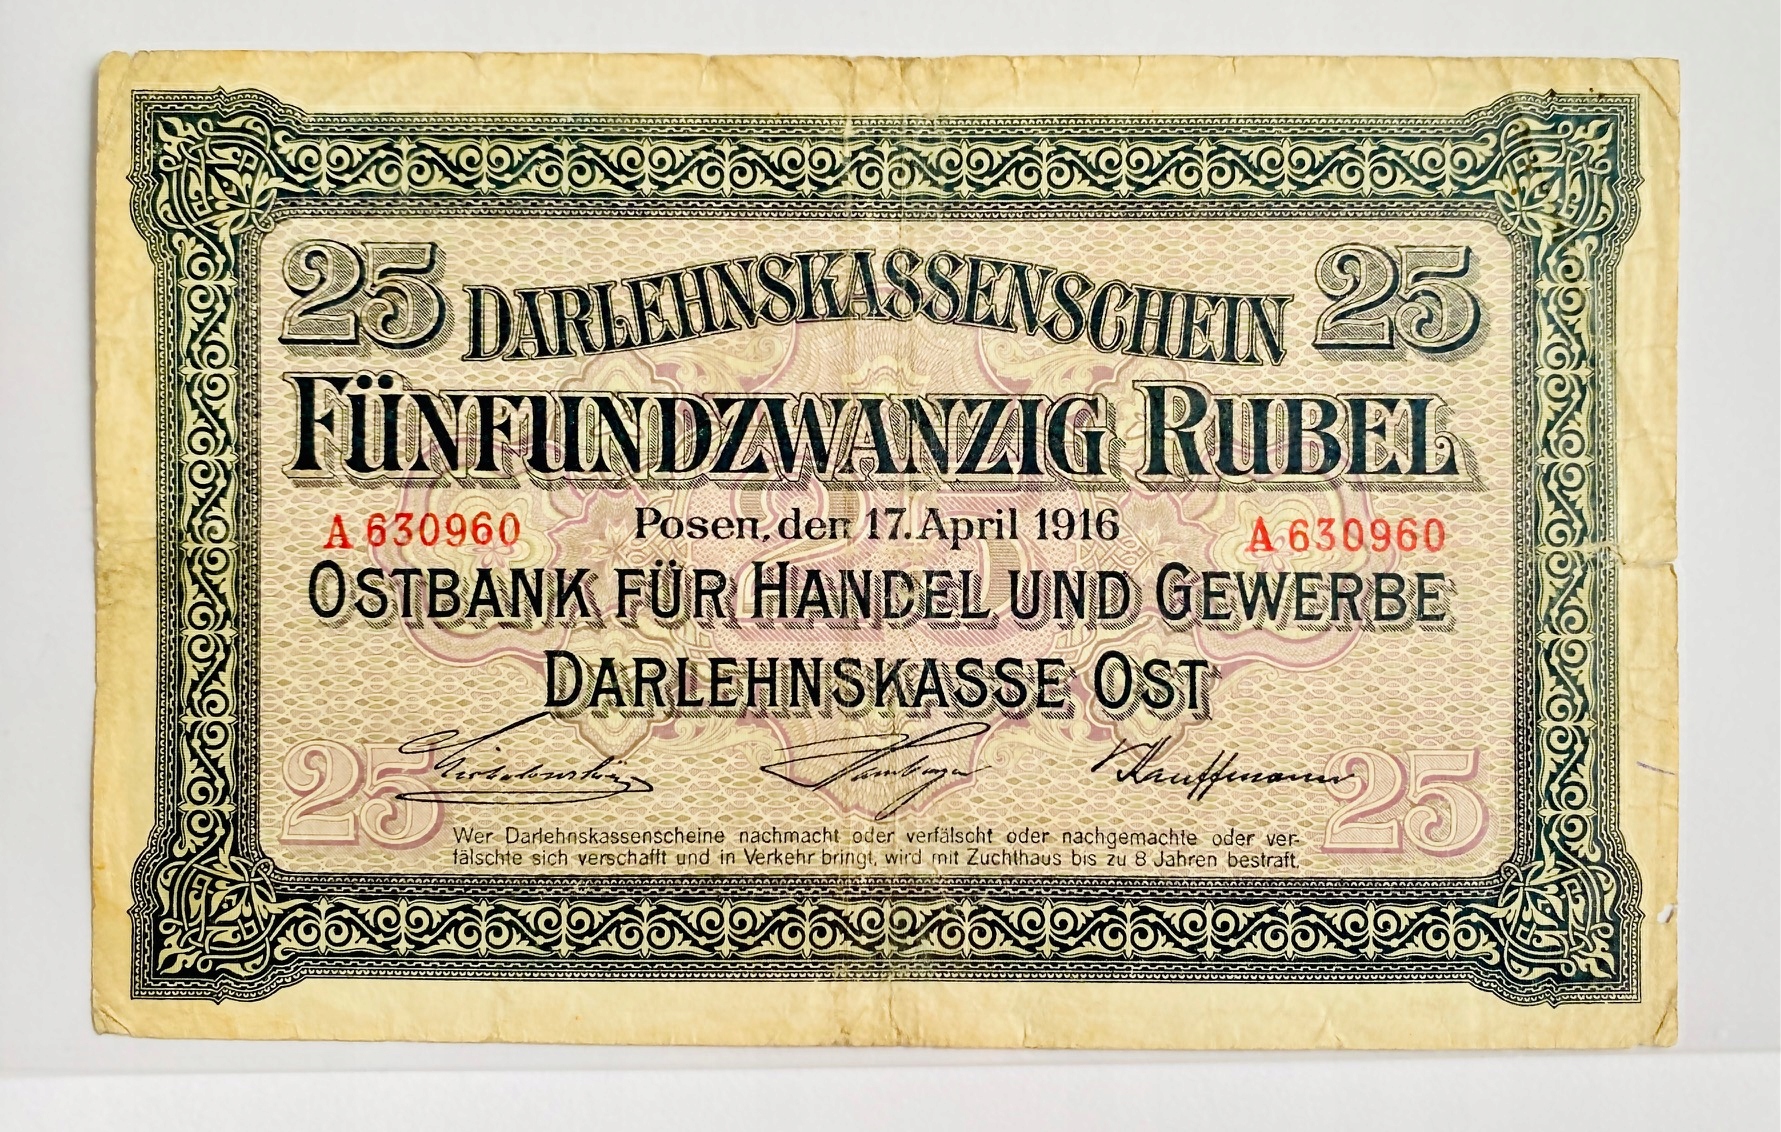 25 DARLEHNSKASSENSCHEIN 25
FÜNFUNDZWANZIG RUBEL
A 630960 Posen, den 17. April 1916 A 630960
OSTBANK FÜR HANDEL UND GEWERBE
DARLEHNSKASSE OST
Hamburger Kauffmann
25 25
Wer Darlehnskassenscheine nachmacht oder verfälscht oder nachgemachte oder ver-
fälschte sich verschafft und in Verkehr bringt, wird mit Zuchthaus bis zu 8 Jahren bestraft.